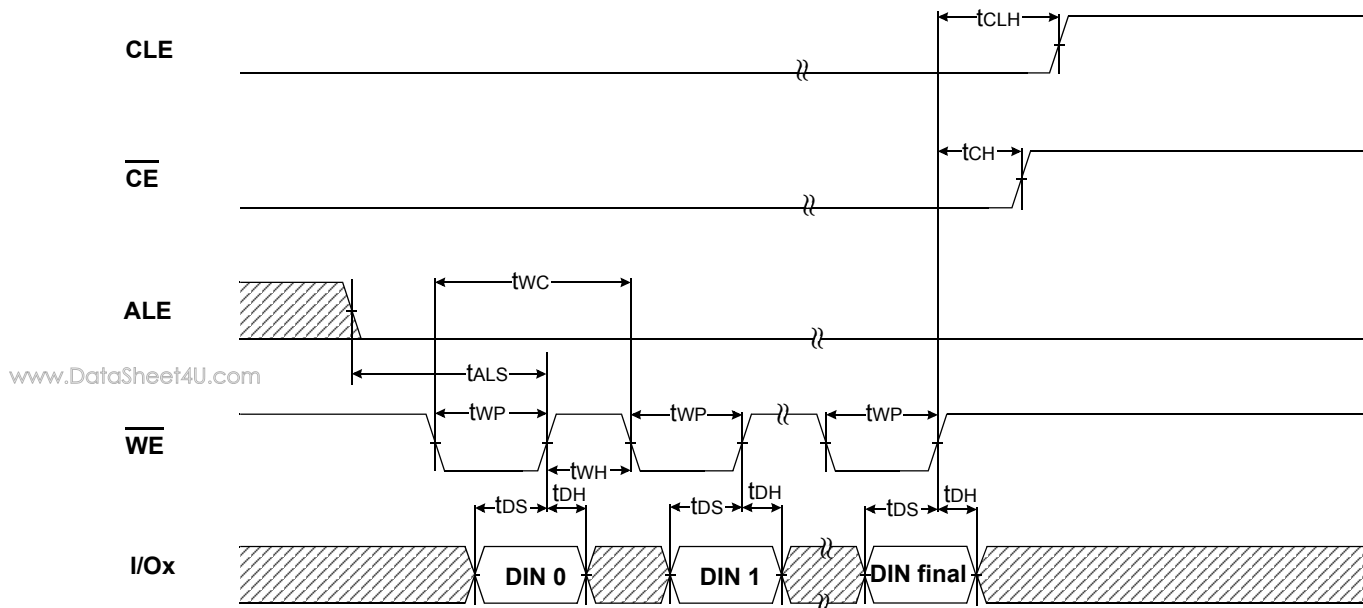 tCLH
CLE
tCH
CE
tWC
ALE
www.DataSheet4U.com
tALS
tWP
tWP
tWP
WE
tWH
tDS
tDH
tDS
tDH
tDS
tDH
I/Ox
DIN 0
DIN 1
DIN final